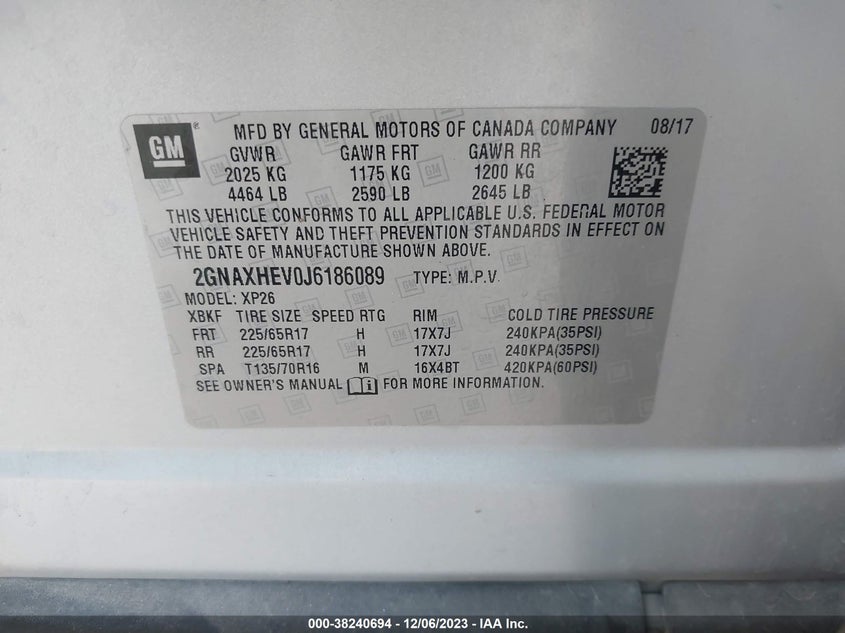 GM ® MFD BY GENERAL MOTORS OF CANADA COMPANY 08/17
GVWR GAWR FRT GAWR RR
2025 KG 1175 KG 1200 KG
4464 LB 2590 LB 2645 LB
THIS VEHICLE CONFORMS TO ALL APPLICABLE U.S. FEDERAL MOTOR
VEHICLE SAFETY AND THEFT PREVENTION STANDARDS IN EFFECT ON
THE DATE OF MANUFACTURE SHOWN ABOVE.
2GNAXHEV0J6186089 TYPE: M.P.V.
MODEL: XP26
XBKF TIRE SIZE SPEED RTG RIM COLD TIRE PRESSURE
FRT 225/65R17 H 17X7J 240KPA(35PSI)
RR 225/65R17 H 17X7J 240KPA(35PSI)
SPA T135/70R16 M 16X4BT 420KPA(60PSI)
SEE OWNER'S MANUAL FOR MORE INFORMATION.
000-38240694 - 12/06/2023 - IAA Inc.